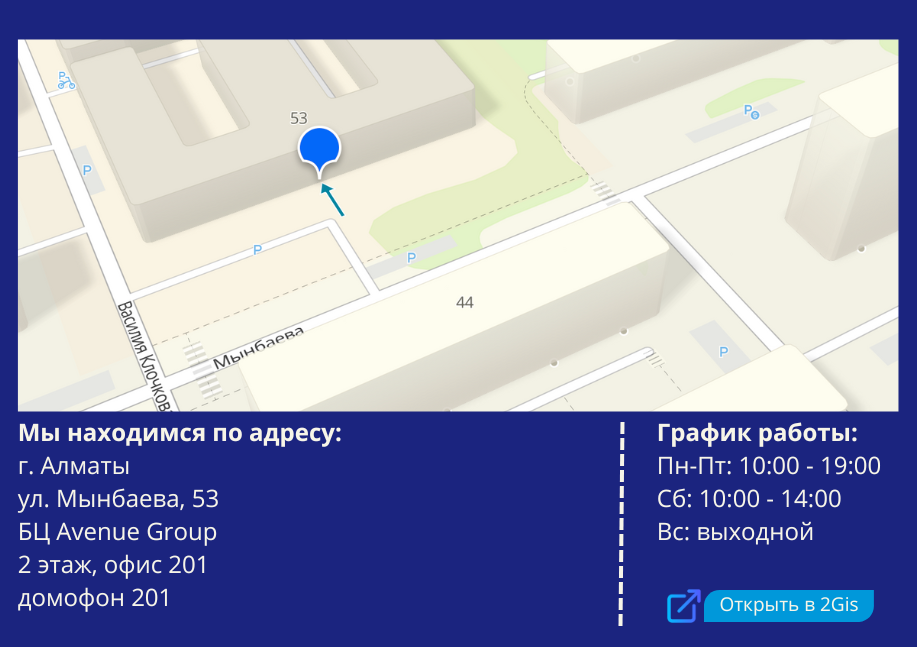 53
P
P
P
P
P
44
Василия Клочков
Мынбаева
Мы находимся по адресу:
г. Алматы
ул. Мынбаева, 53
БЦ Avenue Group
2 этаж, офис 201
домофон 201
График работы:
Пн-Пт: 10:00 - 19:00
Сб: 10:00 - 14:00
Вс: выходной
Открыть в 2Gis